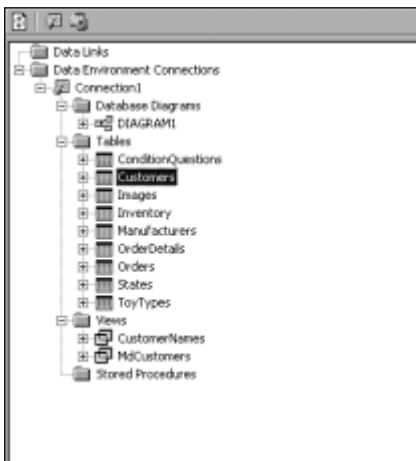 Data Links
Data Environment Connections
Connection1
Database Diagrams
DIAGRAM1
Tables
ConditionQuestions
Customers
Images
Inventory
Manufacturers
OrderDetails
Orders
States
ToyTypes
Views
CustomerNames
MdCustomers
Stored Procedures